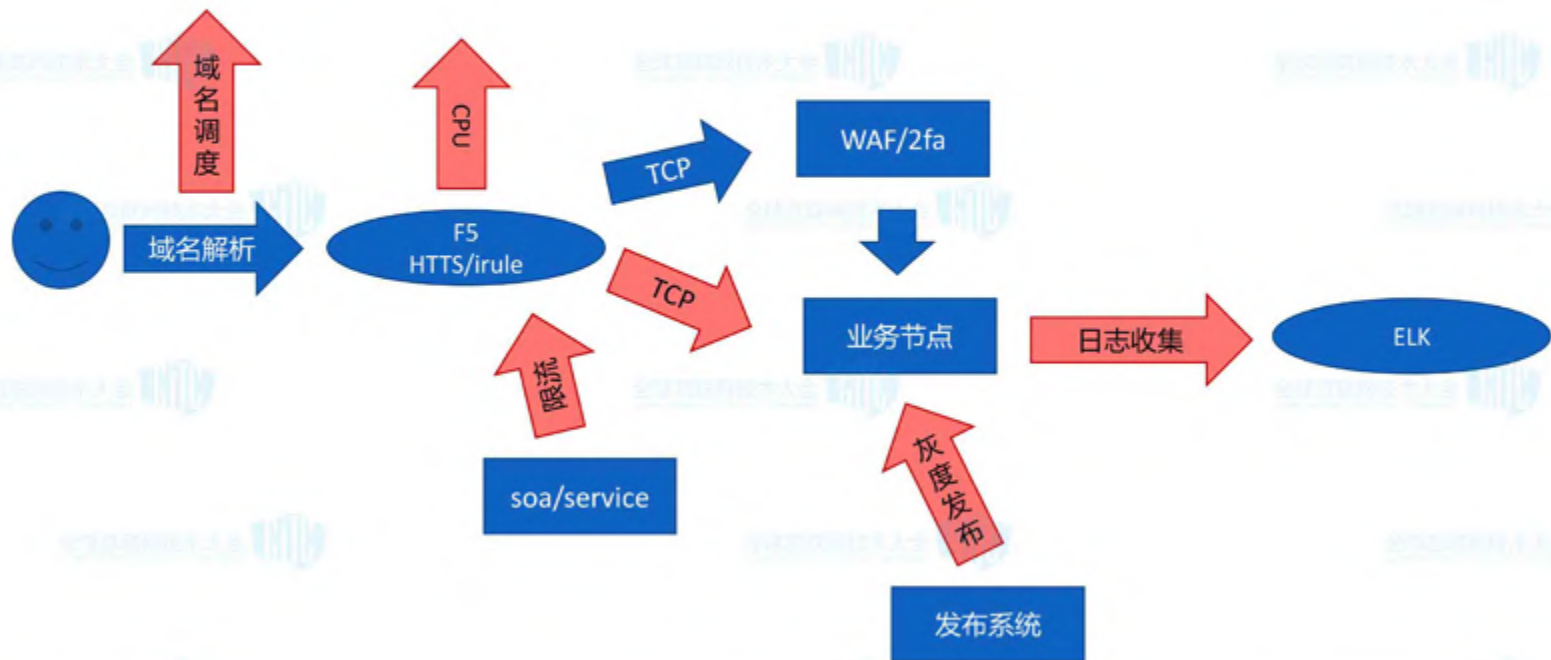 域名调度
CPU
TCP
WAF/2fa
域名解析
F5
HTTS/irule
TCP
业务节点
日志收集
ELK
限流
soa/service
灰度发布
发布系统